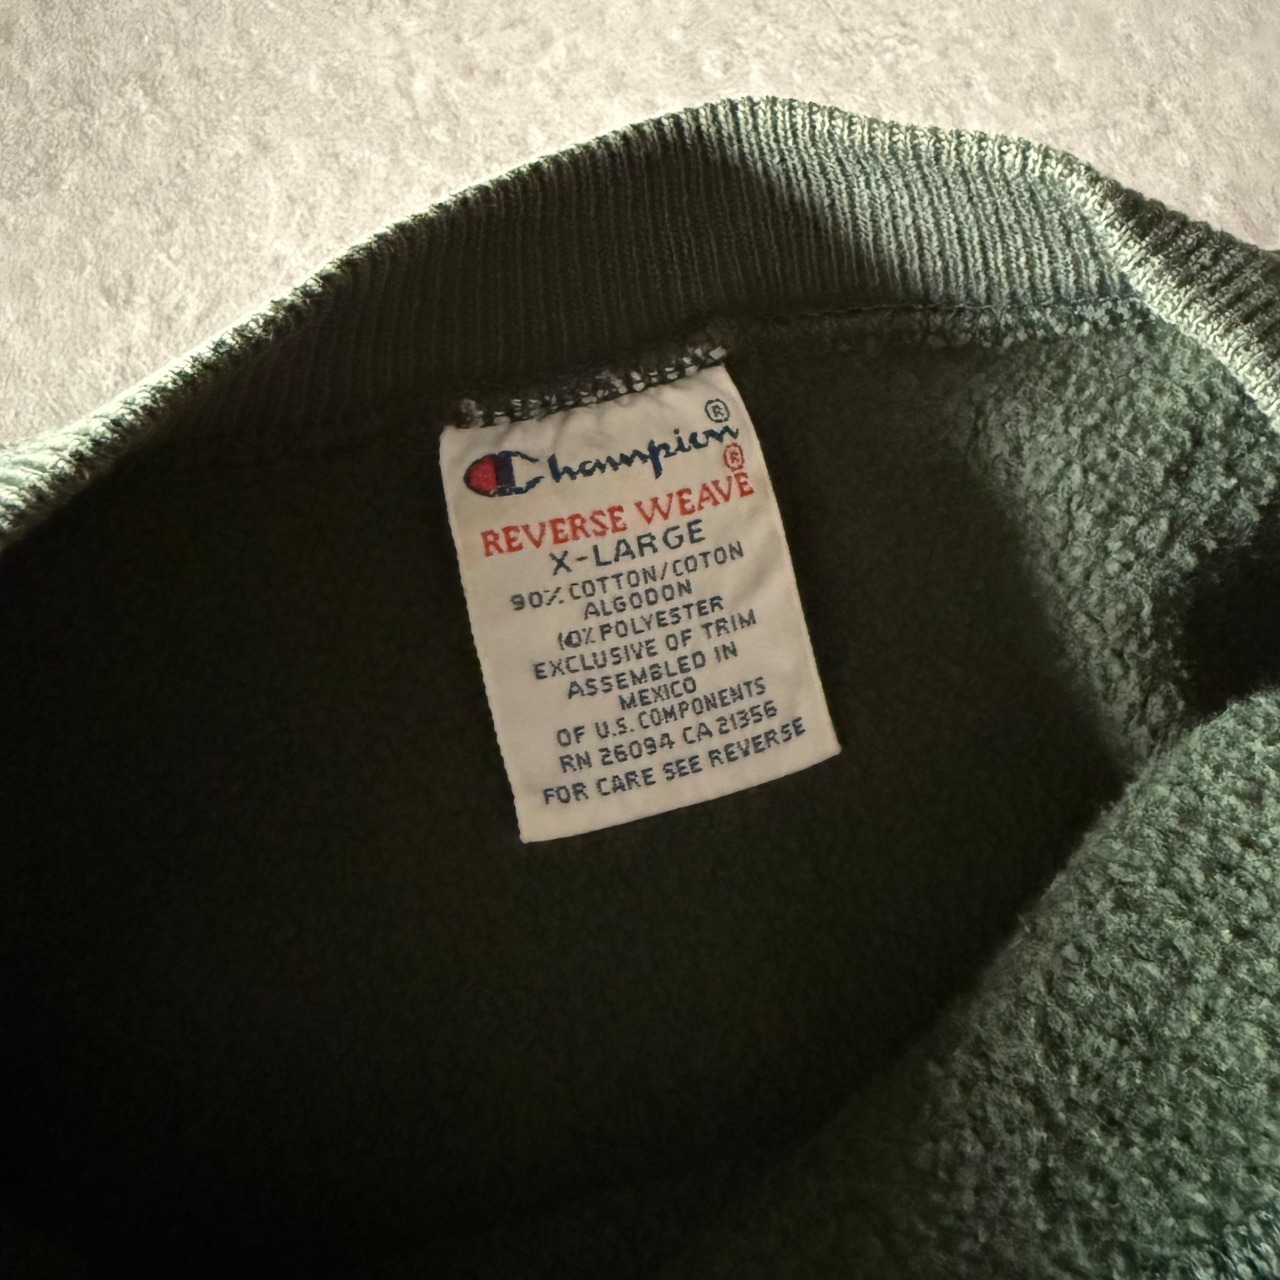 Champion®
REVERSE WEAVE®
X-LARGE
90% COTTON/COTON
ALGODON
10% POLYESTER
EXCLUSIVE OF TRIM
ASSEMBLED IN
MEXICO
OF U.S. COMPONENTS
RN 26094 CA 21356
FOR CARE SEE REVERSE